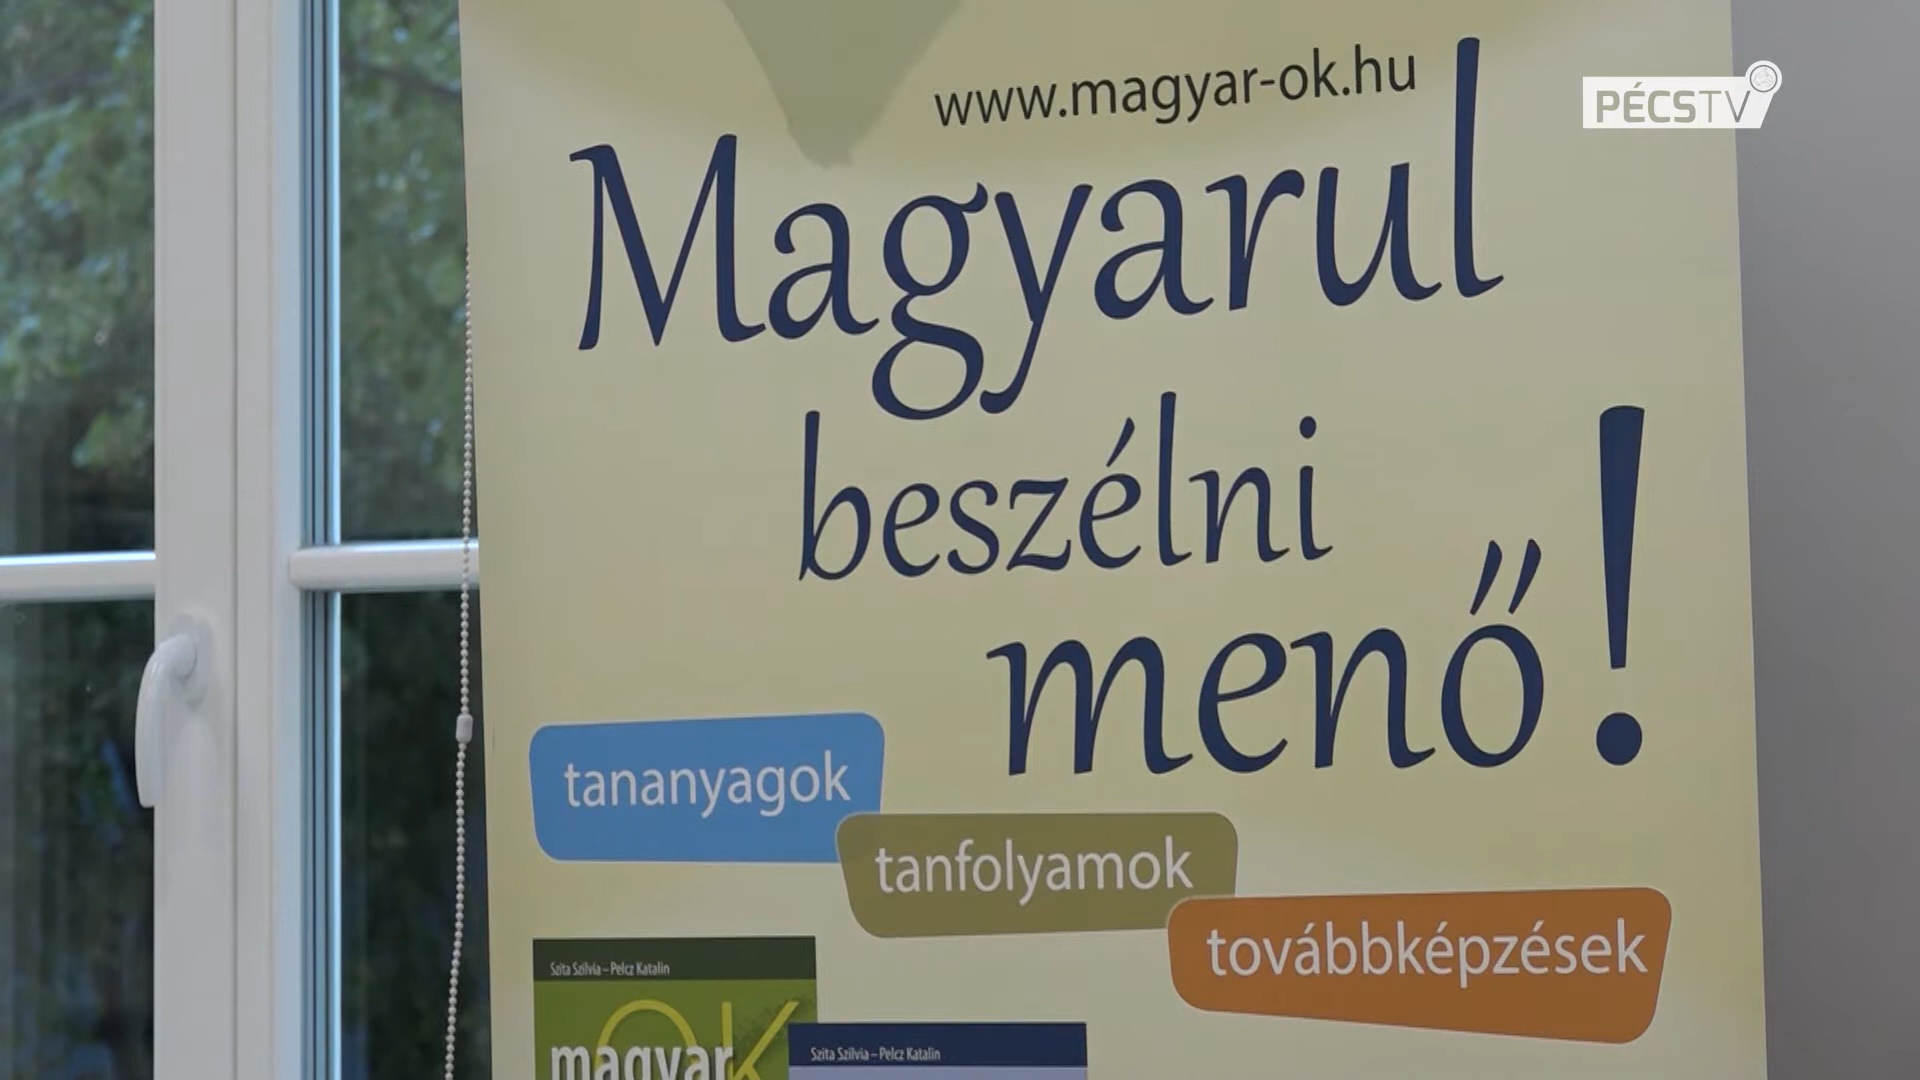 www.magyar-ok.hu
PÉCSTV
Magyarul
beszélni
menő!
tananyagok
tanfolyamok
továbbképzések
Szita Szilvia – Pelcz Katalin
OK
magyar
Szita Szilvia – Pelcz Katalin